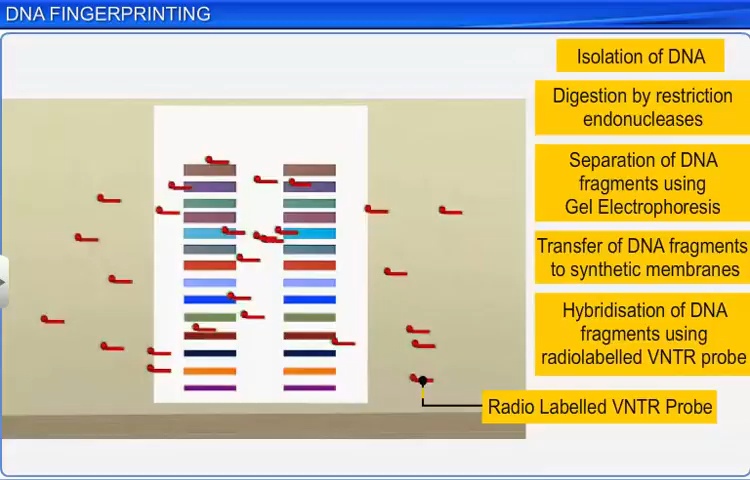 DNA FINGERPRINTING
Isolation of DNA
Digestion by restriction
endonucleases
Separation of DNA
fragments using
Gel Electrophoresis
Transfer of DNA fragments
to synthetic membranes
Hybridisation of DNA
fragments using
radiolabelled VNTR probe
Radio Labelled VNTR Probe